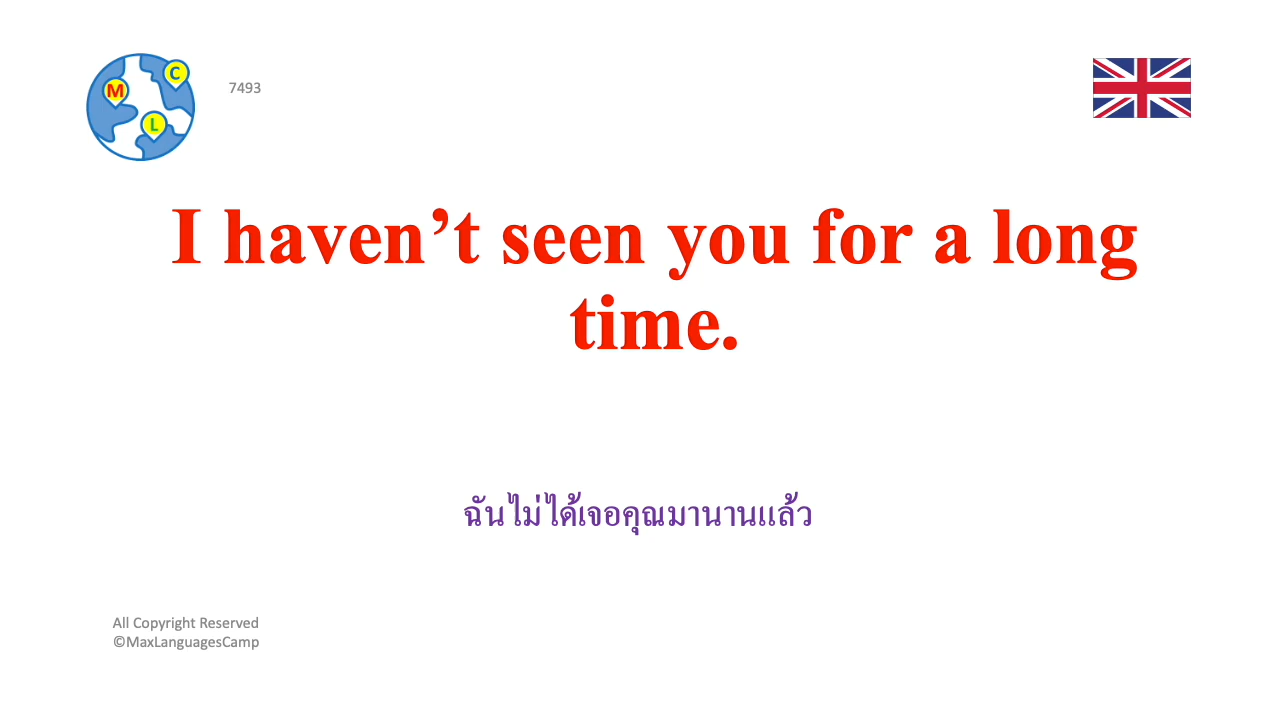 M
C
L
7493
I haven’t seen you for a long
time.
ฉันไม่ได้เจอคุณมานานแล้ว
All Copyright Reserved
©MaxLanguagesCamp